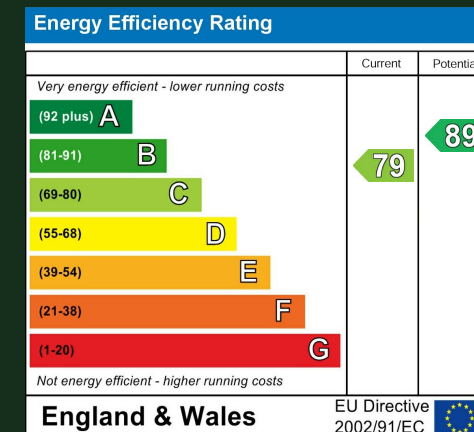 Energy Efficiency Rating
Current
Very energy efficient - lower running costs
(92 plus) A
(81-91) B
89
(69-80) C
79
(55-68) D
(39-54) E
(21-38) F
(1-20) G
Not energy efficient - higher running costs
England & Wales
EU Directive
2002/91/EC